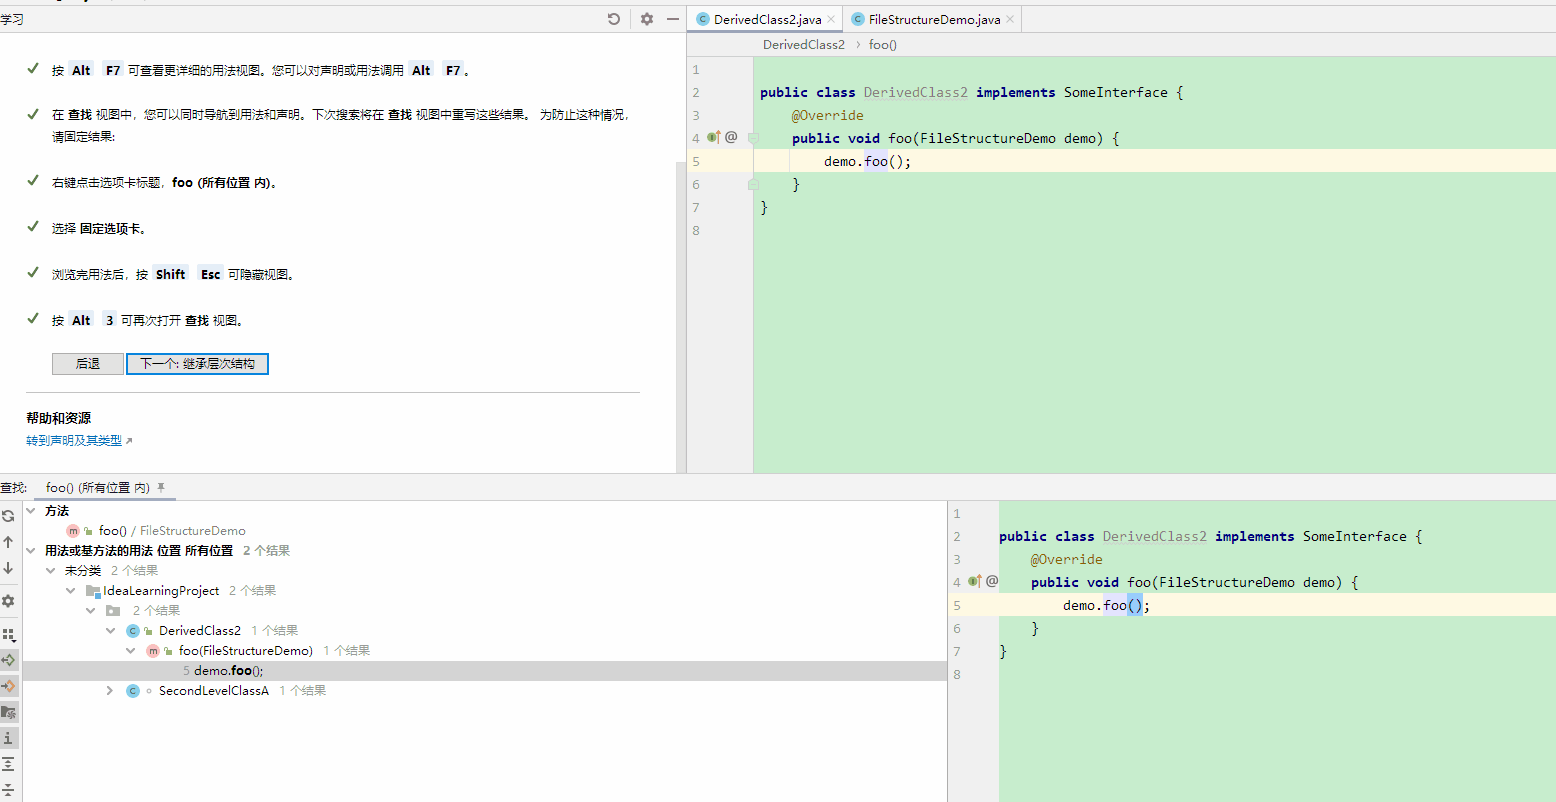 学习
按 Alt F7 可查看更详细的用法视图。您可以对声明或用法调用 Alt F7 。
在 查找 视图中，您可以同时导航到用法和声明。下次搜索将在 查找 视图中重写这些结果。 为防止这种情况，
请固定结果:
右键点击选项卡标题，foo (所有位置 内)。
选择 固定选项卡。
浏览完用法后，按 Shift Esc 可隐藏视图。
按 Alt 3 可再次打开 查找 视图。
后退 下一个: 继承层次结构
帮助和资源
转到声明及其类型
DerivedClass2.java FileStructureDemo.java
DerivedClass2 foo()
1
2 public class DerivedClass2 implements SomeInterface {
3 @Override
4 @ public void foo(FileStructureDemo demo) {
5 demo.foo();
6 }
7 }
8
查找: foo() (所有位置 内)
方法
m foo() / FileStructureDemo
用法或基方法的用法 位置 所有位置 2 个结果
未分类 2 个结果
IdeaLearningProject 2 个结果
2 个结果
C DerivedClass2 1 个结果
m foo(FileStructureDemo) 1 个结果
5 demo.foo();
C SecondLevelClassA 1 个结果
1
2 public class DerivedClass2 implements SomeInterface {
3 @Override
4 @ public void foo(FileStructureDemo demo) {
5 demo.foo();
6 }
7 }
8